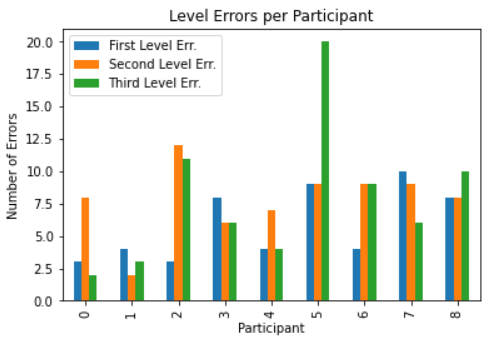 Level Errors per Participant
First Level Err.
Second Level Err.
Third Level Err.
Number of Errors
20.0
17.5
15.0
12.5
10.0
7.5
5.0
2.5
0.0
0 1 2 3 4 5 6 7 8
Participant